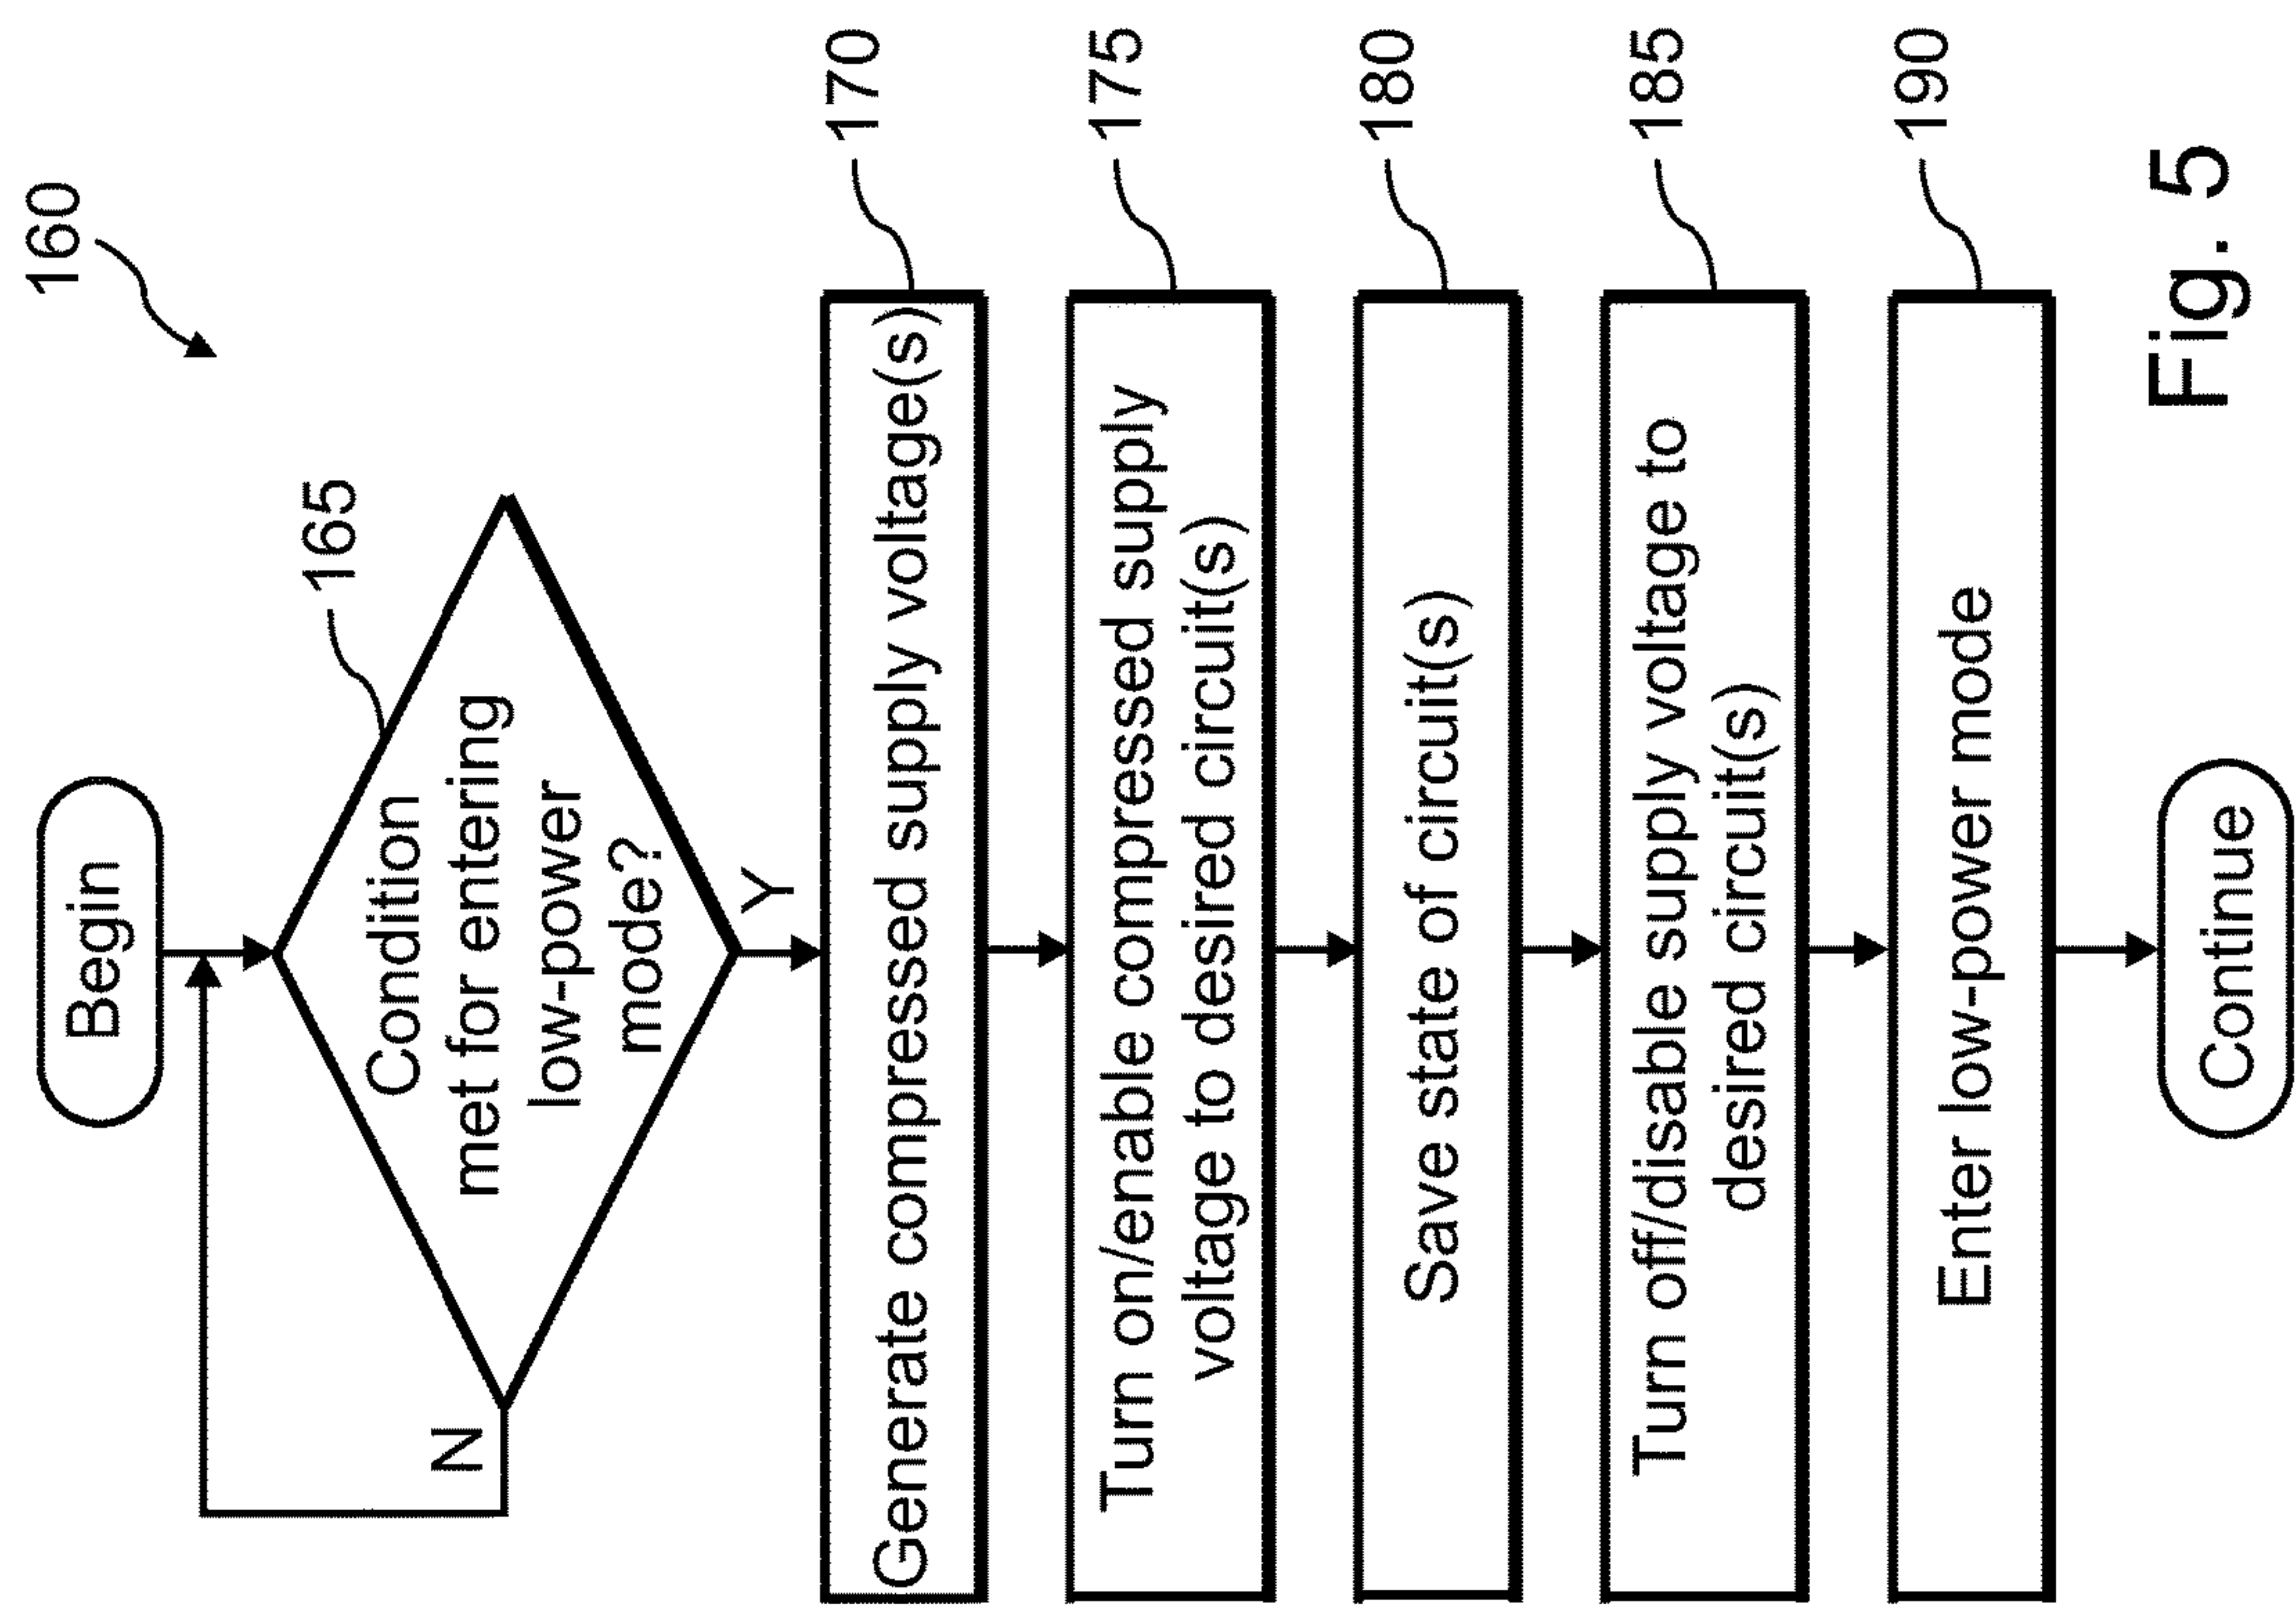 160
Begin
165
Condition
met for entering
low-power
mode?
N
Y
170
Generate compressed supply voltage(s)
175
Turn on/enable compressed supply
voltage to desired circuit(s)
180
Save state of circuit(s)
185
Turn off/disable supply voltage to
desired circuit(s)
190
Enter low-power mode
Continue
Fig. 5